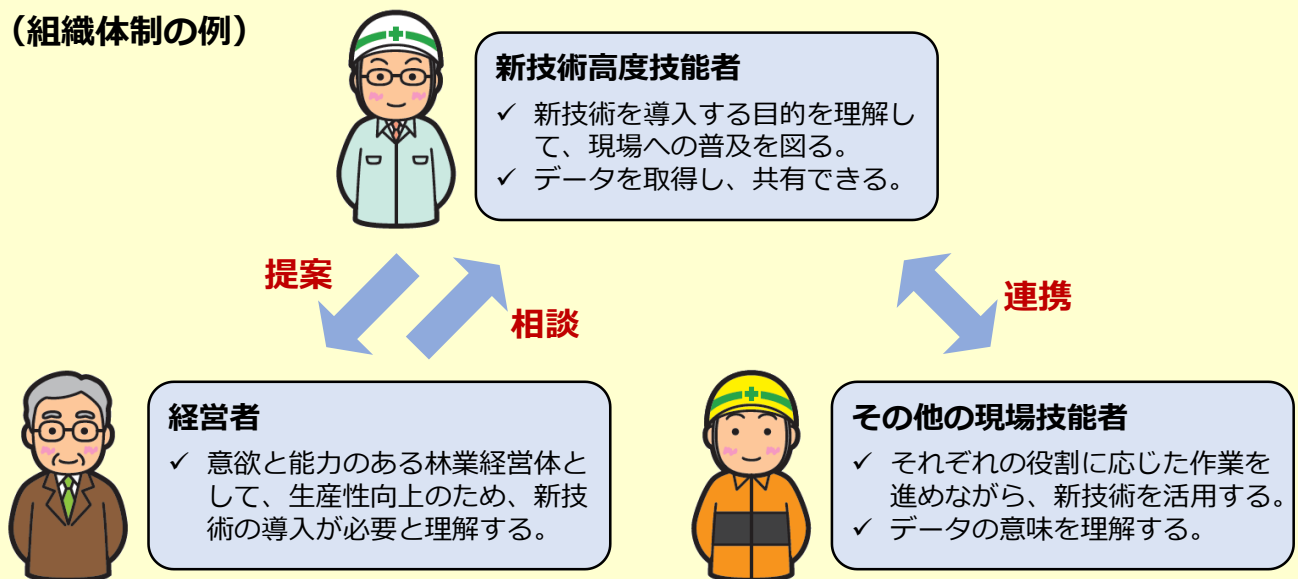 （組織体制の例）
新技術高度技能者
✓ 新技術を導入する目的を理解し
て、現場への普及を図る。
✓ データを取得し、共有できる。
提案
相談
連携
経営者
✓ 意欲と能力のある林業経営体と
して、生産性向上のため、新技
術の導入が必要と理解する。
その他の現場技能者
✓ それぞれの役割に応じた作業を
進めながら、新技術を活用する。
✓ データの意味を理解する。